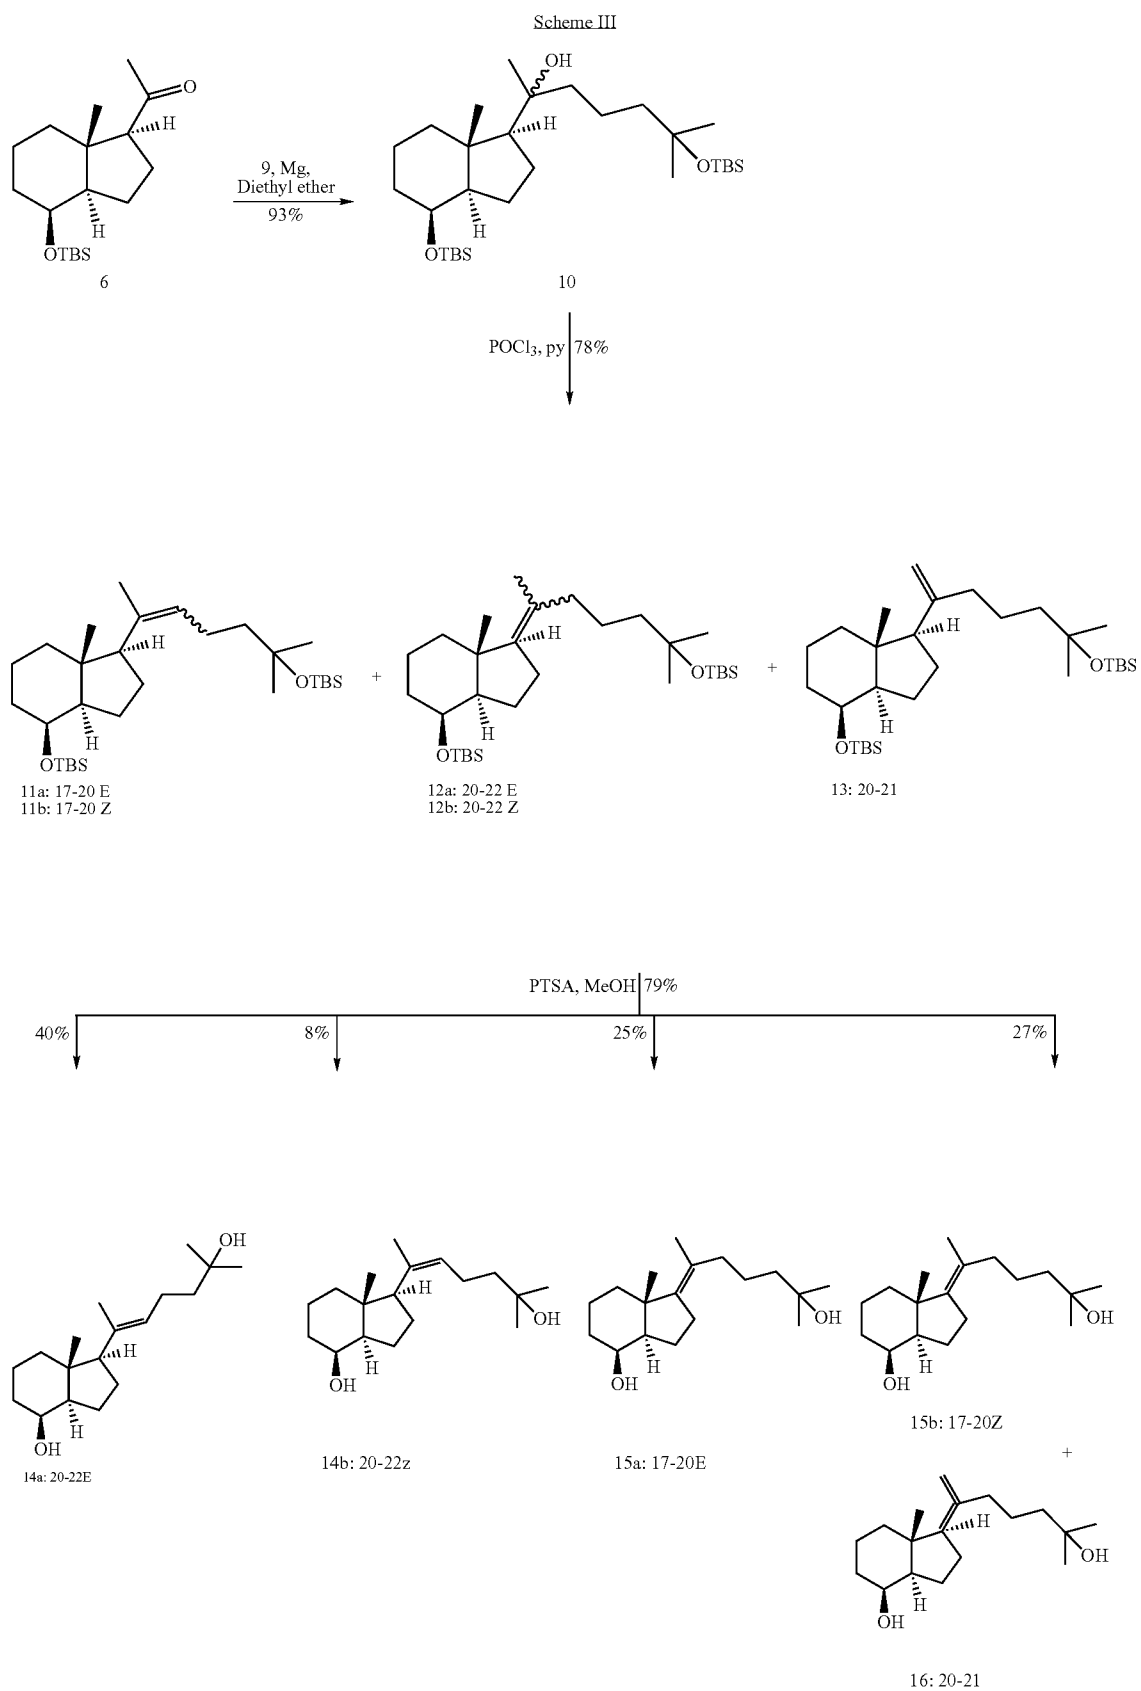 Scheme III
OH
O
H
H
OTBS
6
9, Mg,
Diethyl ether
93%
H
OTBS
H
OTBS
10
POCl3, py 78%
H
OTBS
H
OTBS
11a: 17-20 E
11b: 17-20 Z
+
H
OTBS
H
OTBS
12a: 20-22 E
12b: 20-22 Z
+
H
OTBS
H
OTBS
13: 20-21
PTSA, MeOH 79%
40%
8%
25%
27%
OH
H
H
OH
14a: 20-22E
H
OH
H
OH
14b: 20-22z
OH
H
OH
15a: 17-20E
OH
H
OH
15b: 17-20Z
+
H
OH
H
OH
16: 20-21